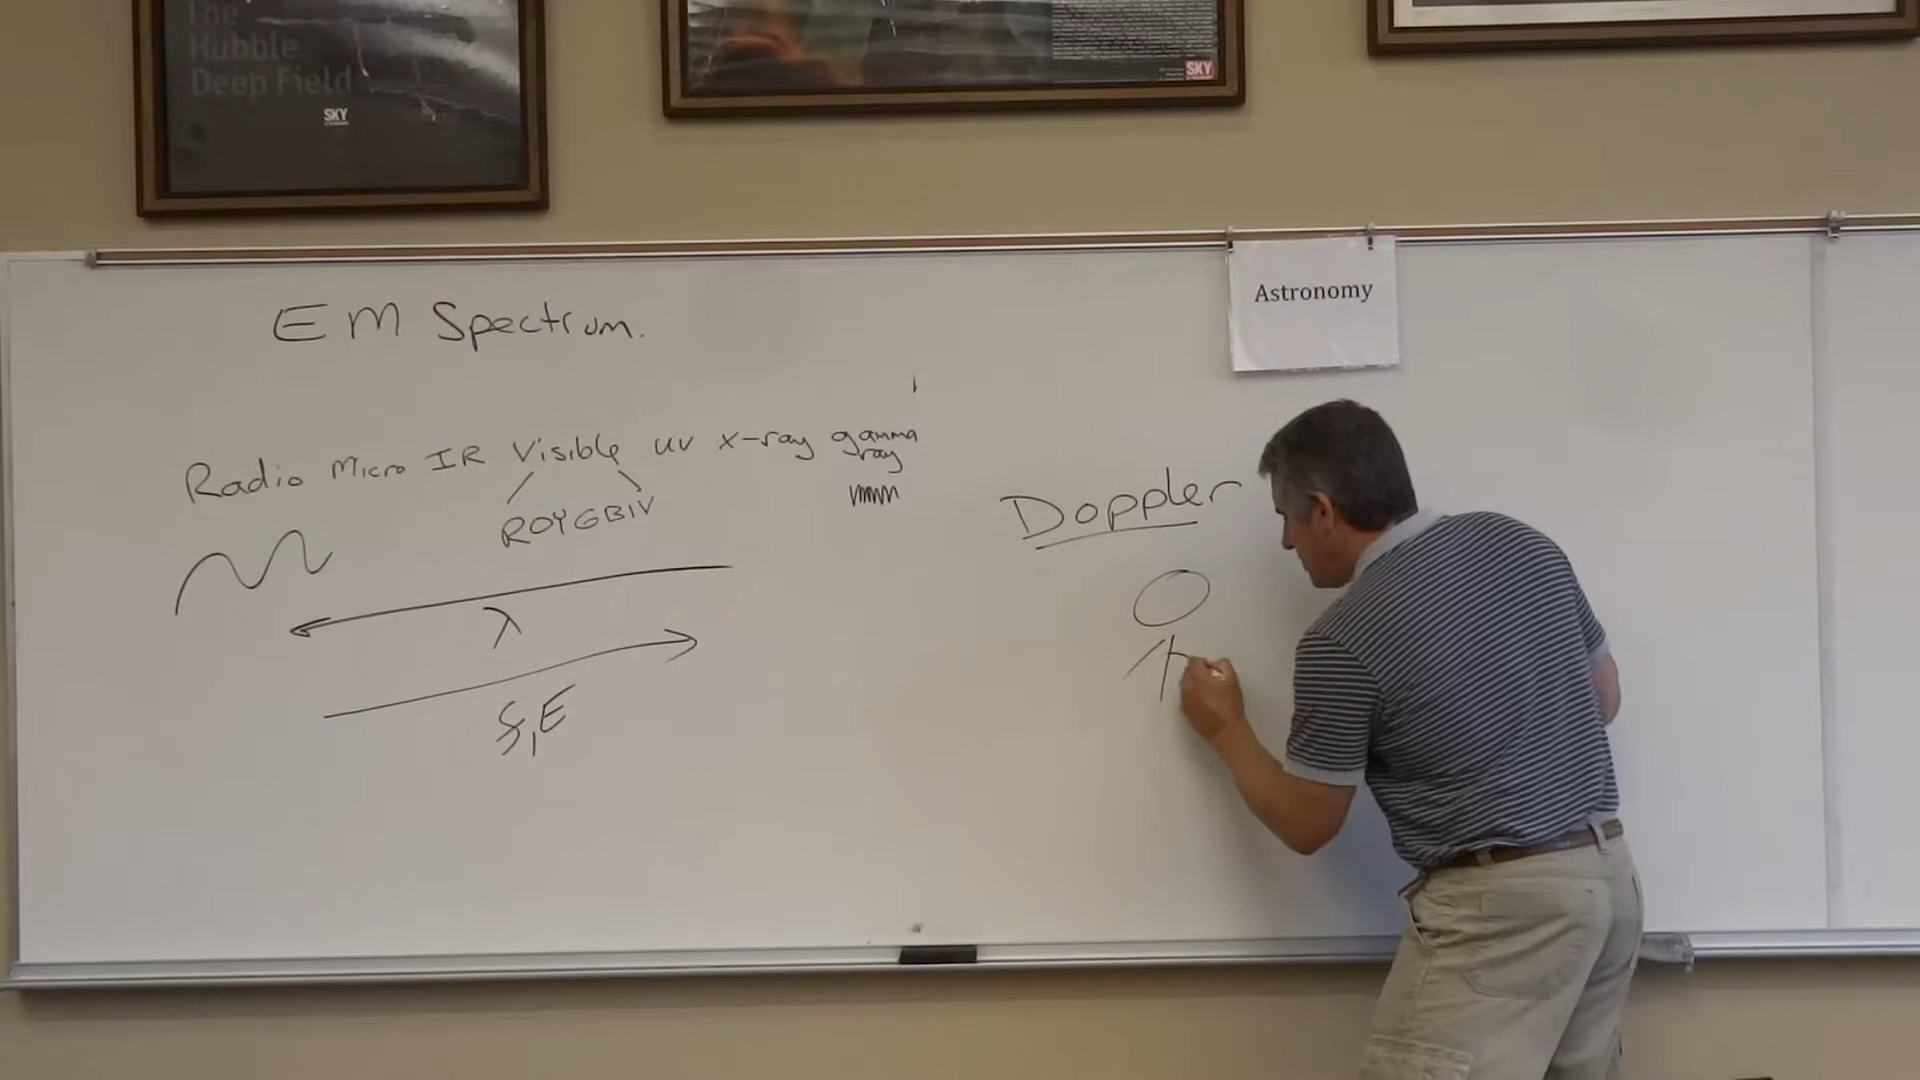 The
Hubble
Deep Field
SKY
SKY
Astronomy
EM Spectrum.
Radio Micro IR Visible UV X-ray gamma
ray
ROYGBIV
λ
f, E
Doppler